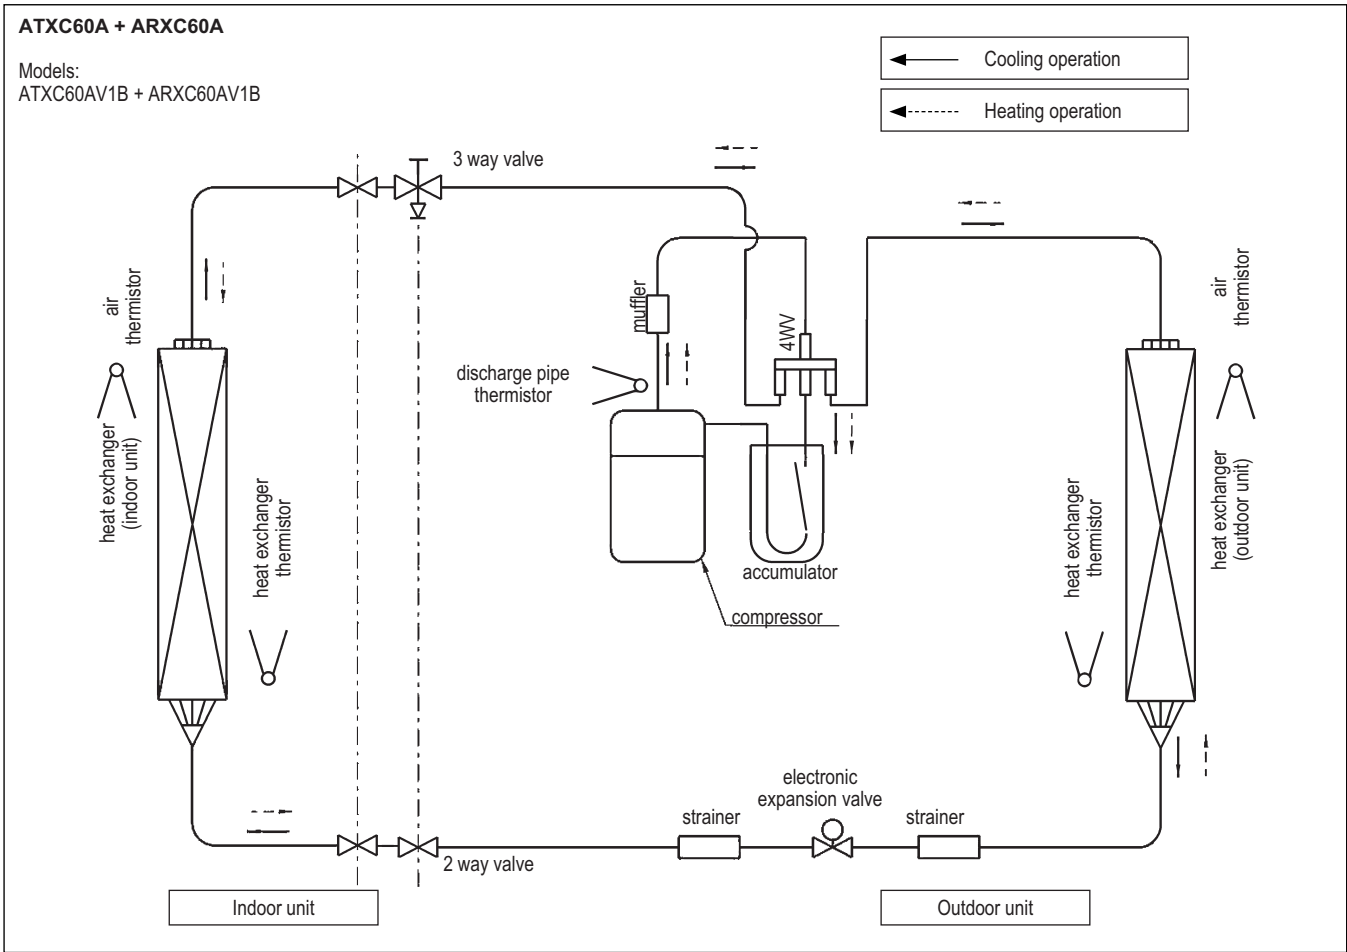 ATXC60A + ARXC60A
Models:
ATXC60AV1B + ARXC60AV1B
Cooling operation
Heating operation
3 way valve
air
thermistor
heat exchanger
(indoor unit)
heat exchanger
thermistor
muffler
discharge pipe
thermistor
4WV
accumulator
compressor
air
thermistor
heat exchanger
(outdoor unit)
heat exchanger
thermistor
electronic
expansion valve
strainer
strainer
2 way valve
Indoor unit
Outdoor unit